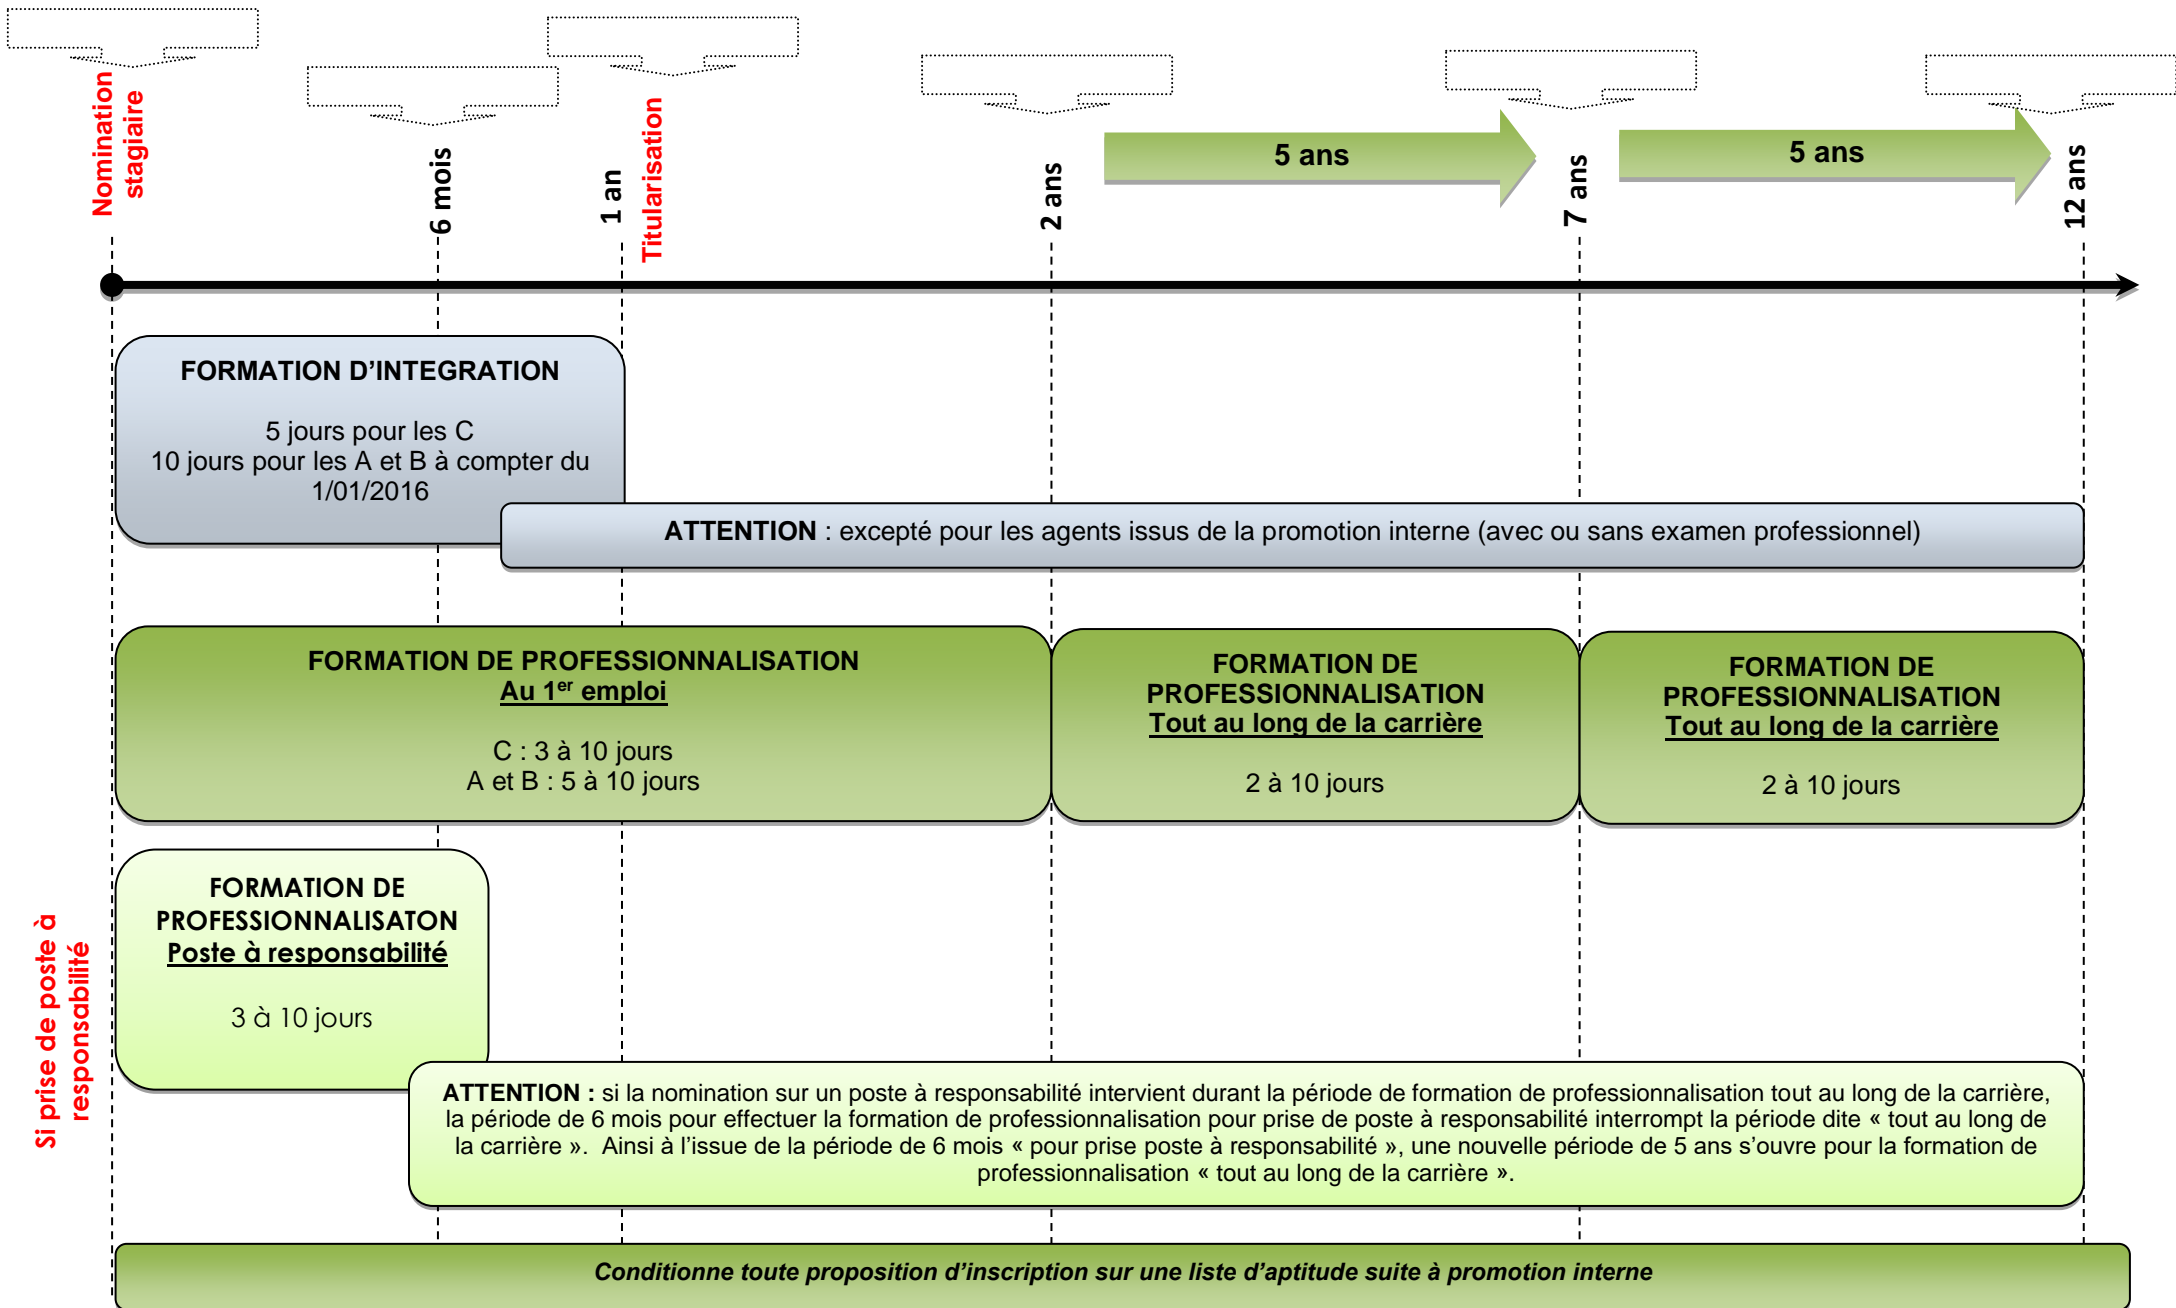 Nomination
stagiaire
6 mois
1 an
Titularisation
2 ans
5 ans
7 ans
5 ans
12 ans
FORMATION D'INTEGRATION
5 jours pour les C
10 jours pour les A et B à compter du
1/01/2016
ATTENTION : excepté pour les agents issus de la promotion interne (avec ou sans examen professionnel)
FORMATION DE PROFESSIONNALISATION
Au 1er emploi
C : 3 à 10 jours
A et B : 5 à 10 jours
FORMATION DE
PROFESSIONNALISATION
Tout au long de la carrière
2 à 10 jours
FORMATION DE
PROFESSIONNALISATION
Tout au long de la carrière
2 à 10 jours
Si prise de poste à
responsabilité
FORMATION DE
PROFESSIONNALISATON
Poste à responsabilité
3 à 10 jours
ATTENTION : si la nomination sur un poste à responsabilité intervient durant la période de formation de professionnalisation tout au long de la carrière,
la période de 6 mois pour effectuer la formation de professionnalisation pour prise de poste à responsabilité interrompt la période dite « tout au long de
la carrière ». Ainsi à l'issue de la période de 6 mois « pour prise poste à responsabilité », une nouvelle période de 5 ans s'ouvre pour la formation de
professionnalisation « tout au long de la carrière ».
Conditionne toute proposition d'inscription sur une liste d'aptitude suite à promotion interne